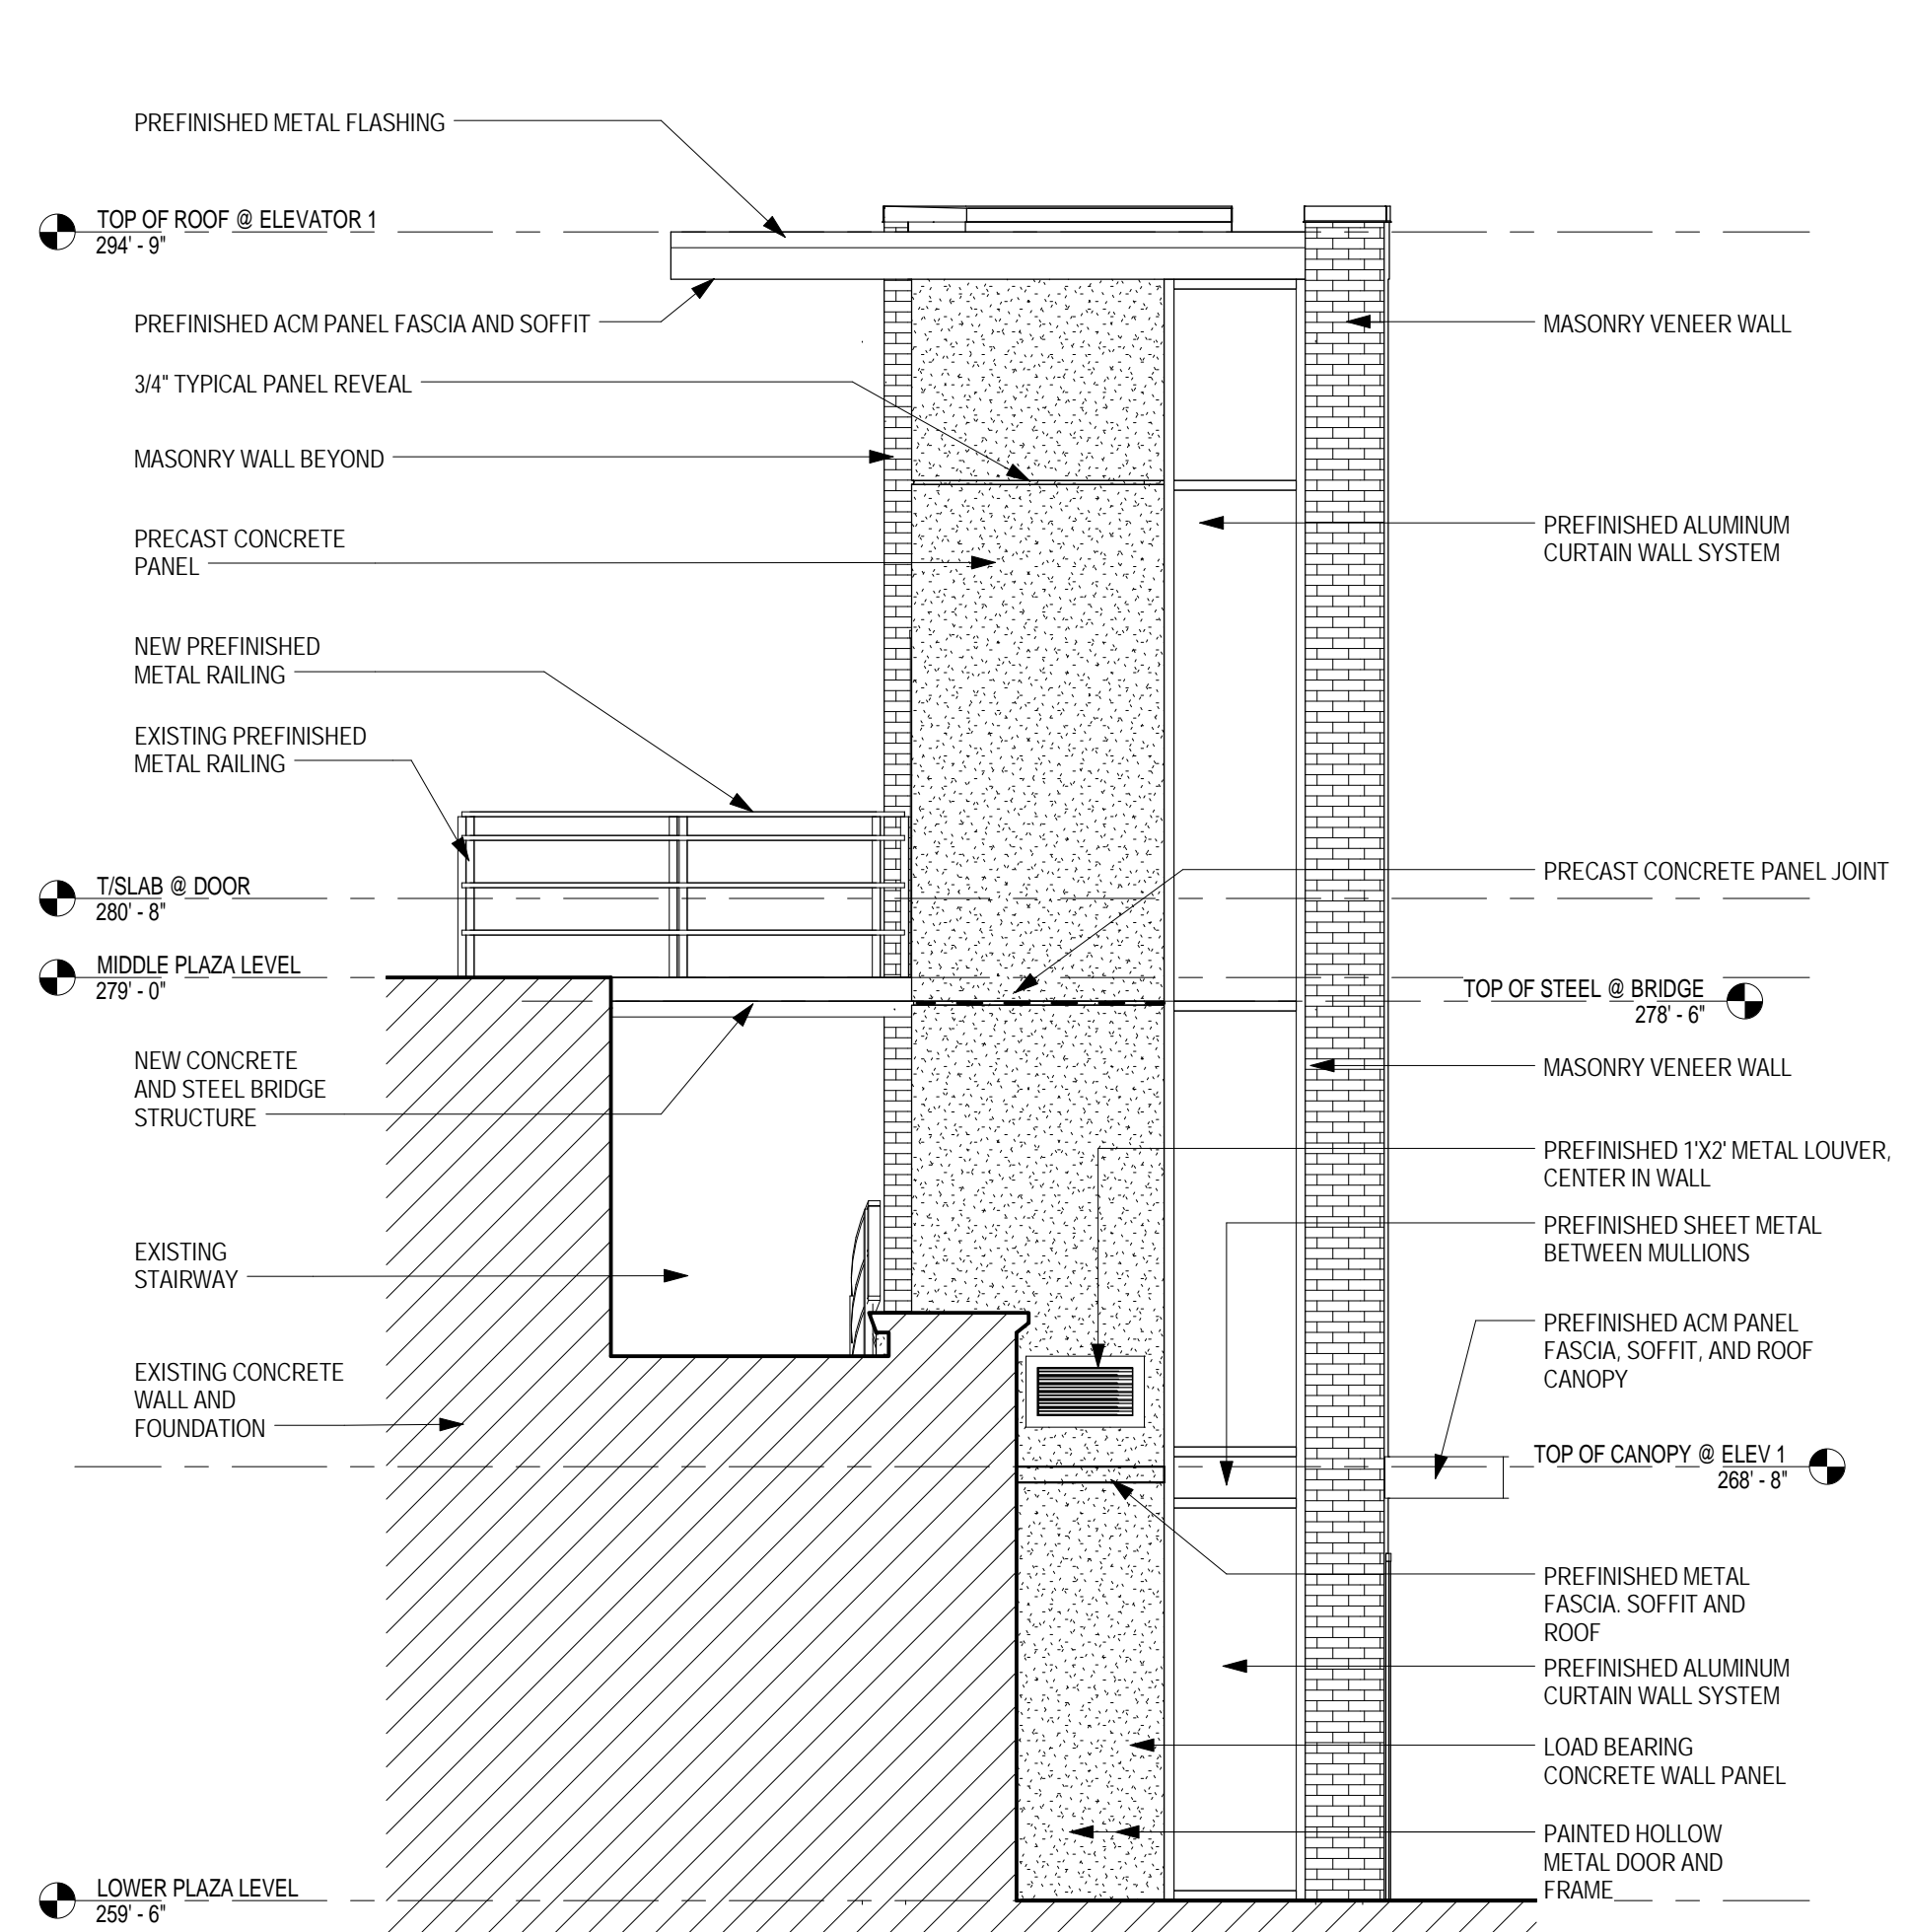 PREFINISHED METAL FLASHING
TOP OF ROOF @ ELEVATOR 1
294' - 9"
PREFINISHED ACM PANEL FASCIA AND SOFFIT
3/4" TYPICAL PANEL REVEAL
MASONRY WALL BEYOND
PRECAST CONCRETE
PANEL
NEW PREFINISHED
METAL RAILING
EXISTING PREFINISHED
METAL RAILING
T/SLAB @ DOOR
280' - 8"
MIDDLE PLAZA LEVEL
279' - 0"
NEW CONCRETE
AND STEEL BRIDGE
STRUCTURE
EXISTING
STAIRWAY
EXISTING CONCRETE
WALL AND
FOUNDATION
LOWER PLAZA LEVEL
259' - 6"
MASONRY VENEER WALL
PREFINISHED ALUMINUM
CURTAIN WALL SYSTEM
PRECAST CONCRETE PANEL JOINT
TOP OF STEEL @ BRIDGE
278' - 6"
MASONRY VENEER WALL
PREFINISHED 1'X2' METAL LOUVER,
CENTER IN WALL
PREFINISHED SHEET METAL
BETWEEN MULLIONS
PREFINISHED ACM PANEL
FASCIA, SOFFIT, AND ROOF
CANOPY
TOP OF CANOPY @ ELEV 1
268' - 8"
PREFINISHED METAL
FASCIA. SOFFIT AND
ROOF
PREFINISHED ALUMINUM
CURTAIN WALL SYSTEM
LOAD BEARING
CONCRETE WALL PANEL
PAINTED HOLLOW
METAL DOOR AND
FRAME